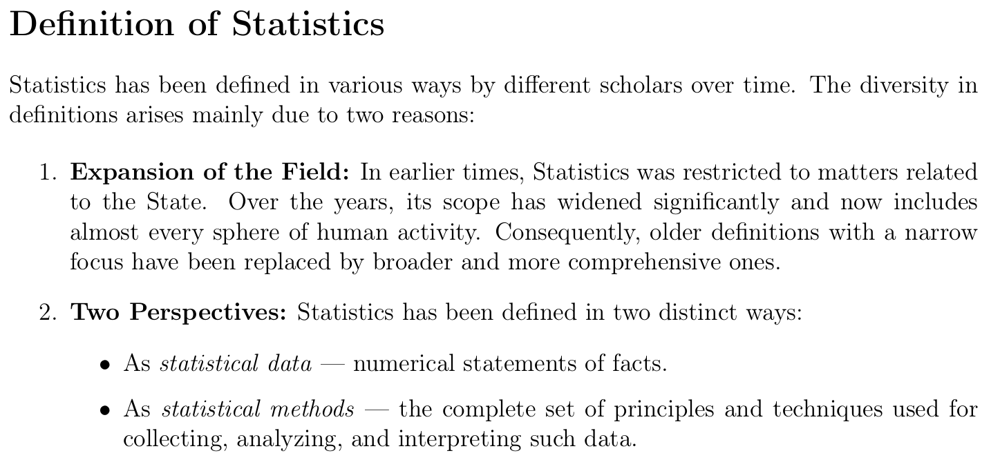 Definition of Statistics
Statistics has been defined in various ways by different scholars over time. The diversity in
definitions arises mainly due to two reasons:
1. Expansion of the Field: In earlier times, Statistics was restricted to matters related
to the State. Over the years, its scope has widened significantly and now includes
almost every sphere of human activity. Consequently, older definitions with a narrow
focus have been replaced by broader and more comprehensive ones.
2. Two Perspectives: Statistics has been defined in two distinct ways:
• As statistical data — numerical statements of facts.
• As statistical methods — the complete set of principles and techniques used for
collecting, analyzing, and interpreting such data.